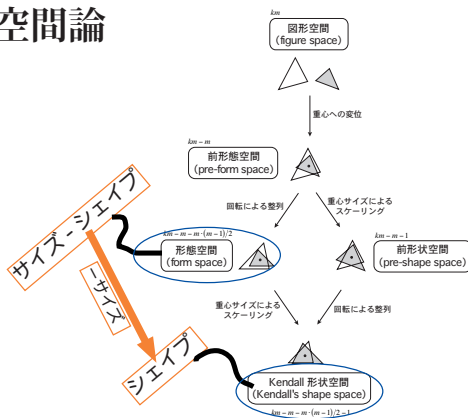 空間論
km
図形空間
(figure space)
重心への変位
km − m
前形態空間
(pre-form space)
回転による整列
重心サイズによる
スケーリング
サイズ − シェイプ
km − m − m·(m−1)/2
形態空間
(form space)
km − m − 1
前形状空間
(pre-shape space)
−サイズ
重心サイズによる
スケーリング
回転による整列
シェイプ
Kendall 形状空間
(Kendall's shape space)
km − m − m·(m−1)/2 − 1